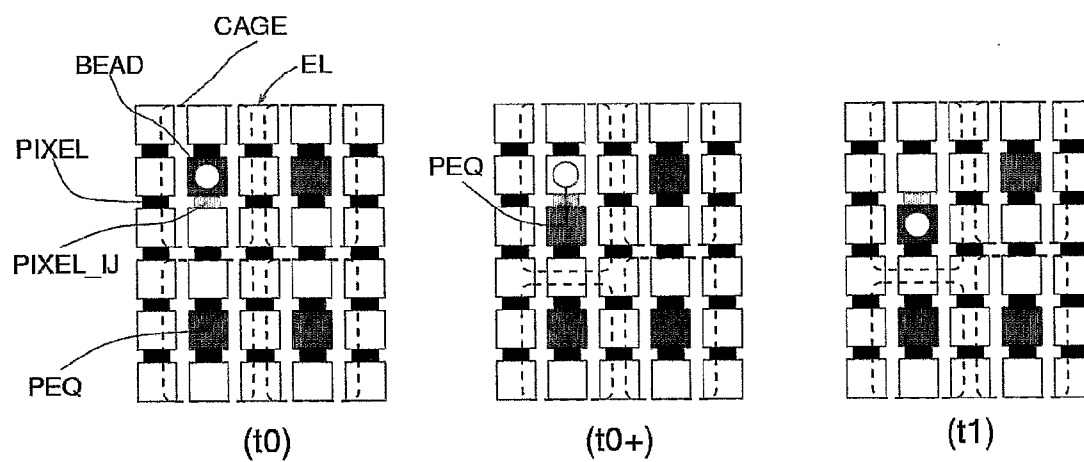 CAGE
BEAD
EL
PIXEL
PEQ
PIXEL_IJ
PEQ
(t0)
(t0+)
(t1)